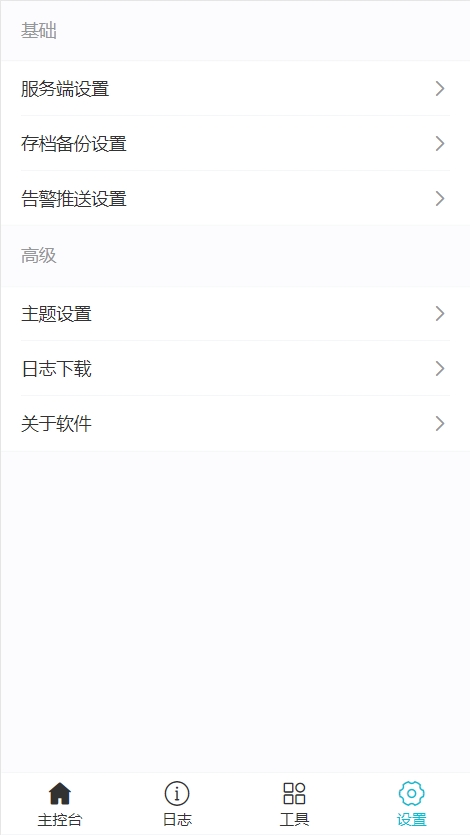 基础
服务端设置
存档备份设置
告警推送设置
高级
主题设置
日志下载
关于软件
主控台
日志
工具
设置